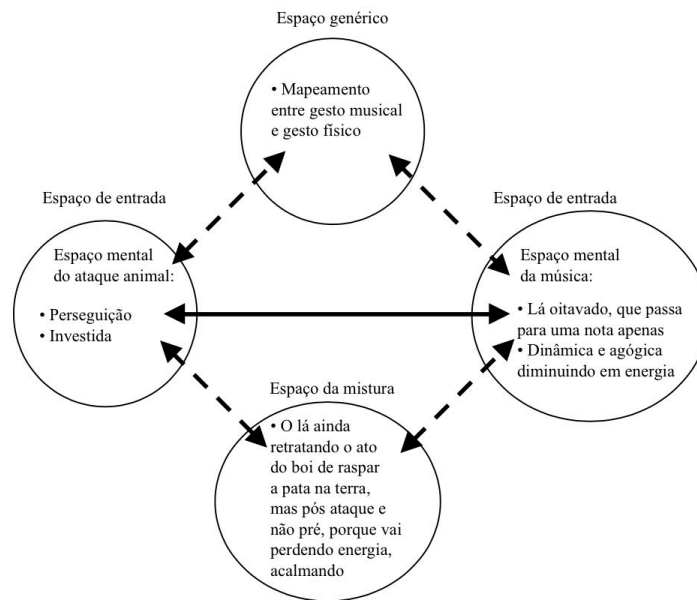 Espaço genérico
• Mapeamento
entre gesto musical
e gesto físico
Espaço de entrada
Espaço mental
do ataque animal:
• Perseguição
• Investida
Espaço de entrada
Espaço mental
da música:
• Lá oitavado, que passa
para uma nota apenas
• Dinâmica e agógica
diminuindo em energia
Espaço da mistura
• O lá ainda
retratando o ato
do boi de raspar
a pata na terra,
mas pós ataque e
não pré, porque vai
perdendo energia,
acalmando